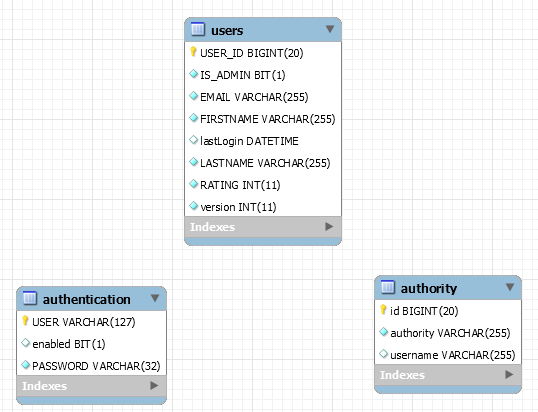 users
USER_ID BIGINT(20)
IS_ADMIN BIT(1)
EMAIL VARCHAR(255)
FIRSTNAME VARCHAR(255)
lastLogin DATETIME
LASTNAME VARCHAR(255)
RATING INT(11)
version INT(11)
Indexes
authentication
USER VARCHAR(127)
enabled BIT(1)
PASSWORD VARCHAR(32)
Indexes
authority
id BIGINT(20)
authority VARCHAR(255)
username VARCHAR(255)
Indexes